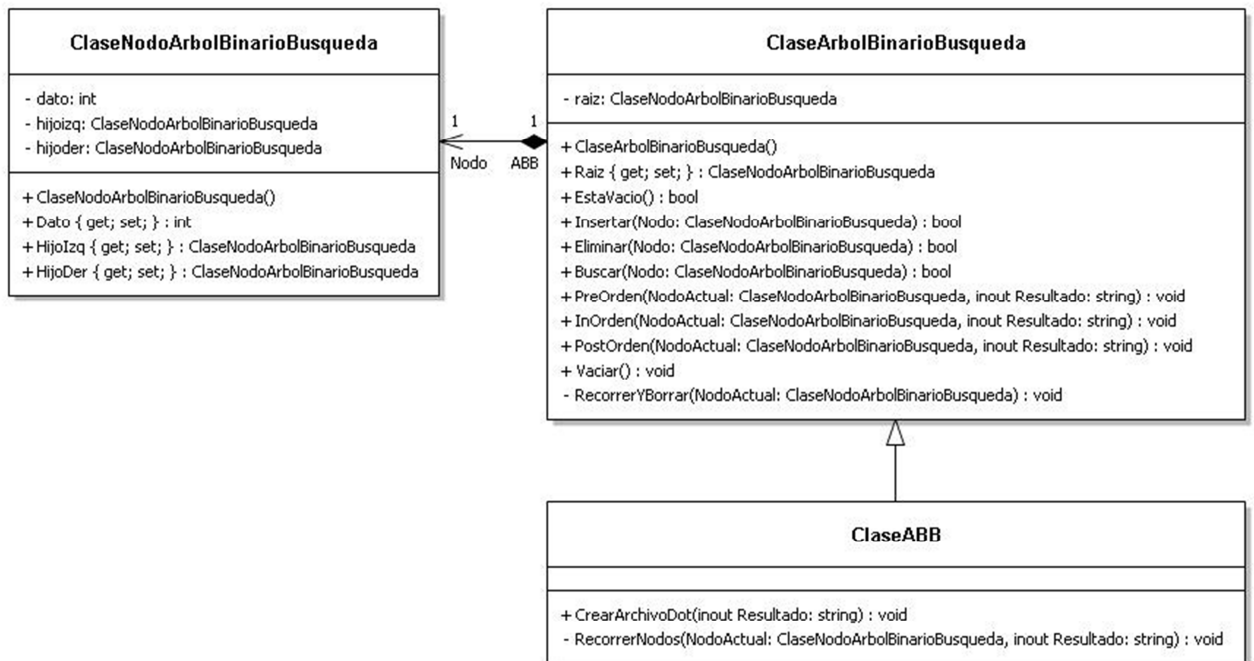 ClaseNodoArbolBinarioBusqueda
- dato: int
- hijoizq: ClaseNodoArbolBinarioBusqueda
- hijoder: ClaseNodoArbolBinarioBusqueda
+ ClaseNodoArbolBinarioBusqueda()
+ Dato { get; set; } : int
+ HijoIzq { get; set; } : ClaseNodoArbolBinarioBusqueda
+ HijoDer { get; set; } : ClaseNodoArbolBinarioBusqueda
1
1
Nodo
ABB
ClaseArbolBinarioBusqueda
- raiz: ClaseNodoArbolBinarioBusqueda
+ ClaseArbolBinarioBusqueda()
+ Raiz { get; set; } : ClaseNodoArbolBinarioBusqueda
+ EstaVacio() : bool
+ Insertar(Nodo: ClaseNodoArbolBinarioBusqueda) : bool
+ Eliminar(Nodo: ClaseNodoArbolBinarioBusqueda) : bool
+ Buscar(Nodo: ClaseNodoArbolBinarioBusqueda) : bool
+ PreOrden(NodoActual: ClaseNodoArbolBinarioBusqueda, inout Resultado: string) : void
+ InOrden(NodoActual: ClaseNodoArbolBinarioBusqueda, inout Resultado: string) : void
+ PostOrden(NodoActual: ClaseNodoArbolBinarioBusqueda, inout Resultado: string) : void
+ Vaciar() : void
- RecorrerYBorrar(NodoActual: ClaseNodoArbolBinarioBusqueda) : void
ClaseABB
+ CrearArchivoDot(inout Resultado: string) : void
- RecorrerNodos(NodoActual: ClaseNodoArbolBinarioBusqueda, inout Resultado: string) : void